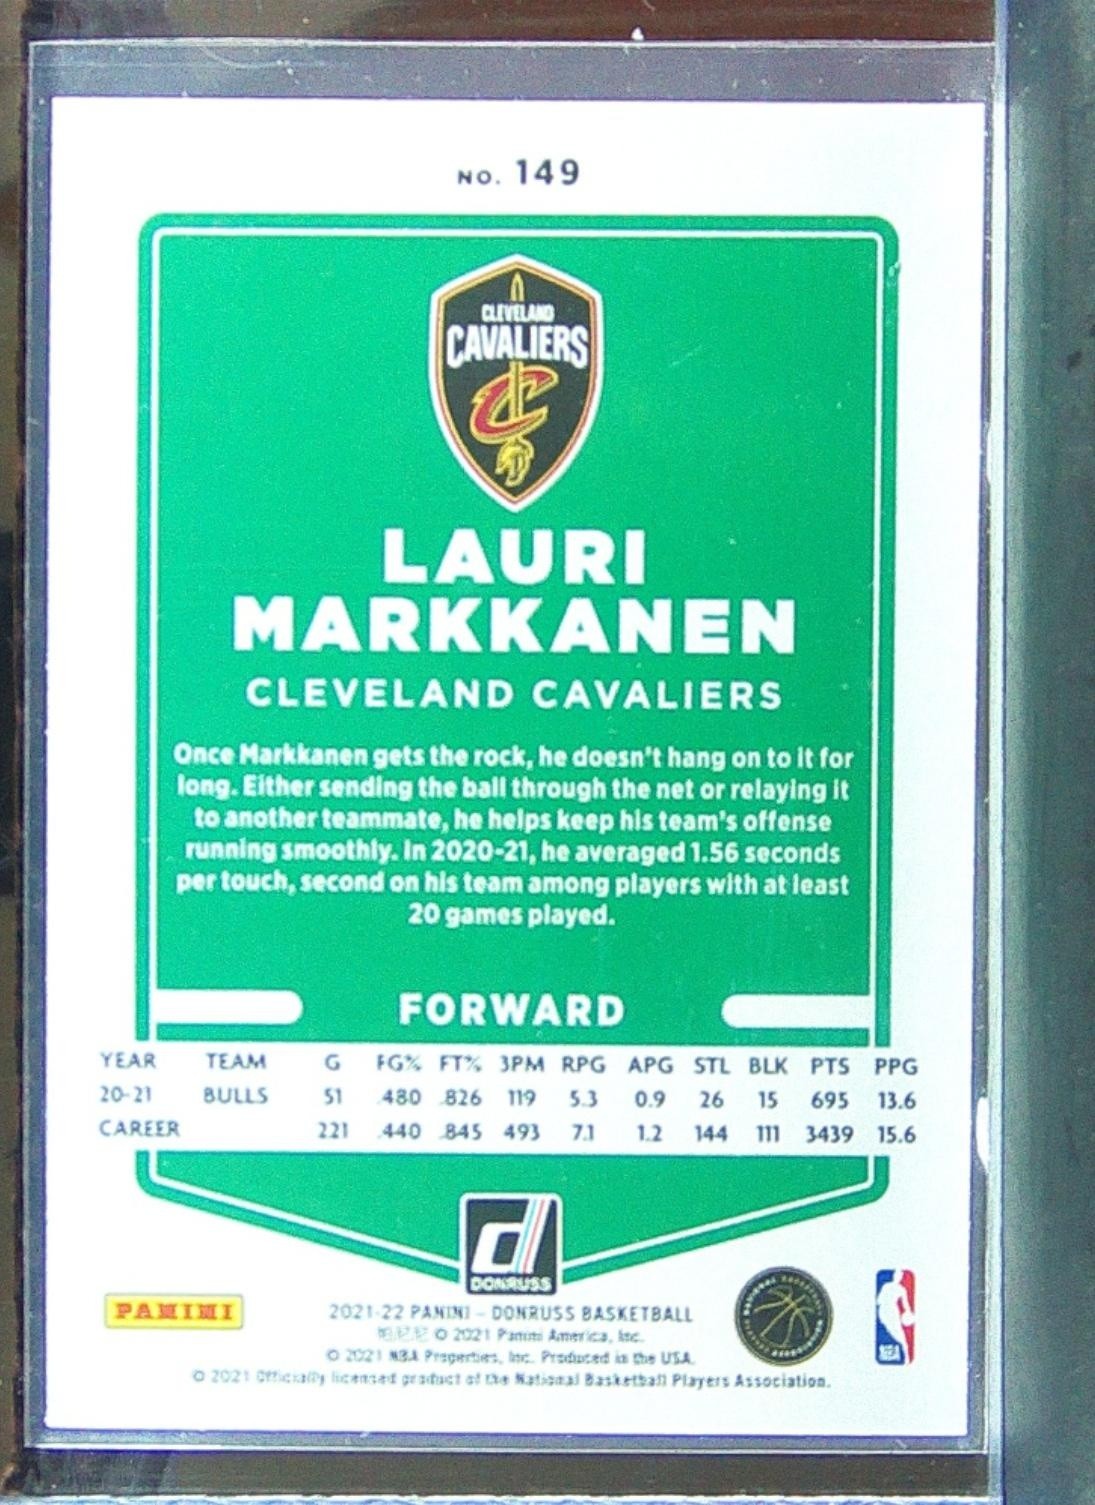 NO. 149
CLEVELAND
CAVALIERS
C
LAURI
MARKKANEN
CLEVELAND CAVALIERS
Once Markkanen gets the rock, he doesn't hang on to it for
long. Either sending the ball through the net or relaying it
to another teammate, he helps keep his team's offense
running smoothly. In 2020-21, he averaged 1.56 seconds
per touch, second on his team among players with at least
20 games played.
FORWARD
YEAR TEAM G FG% FT% 3PM RPG APG STL BLK PTS PPG
20-21 BULLS 51 .480 .826 119 5.3 0.9 26 15 695 13.6
CAREER 221 .440 .845 493 7.1 1.2 144 111 3439 15.6
d
DONRUSS
PANINI
2021-22 PANINI – DONRUSS BASKETBALL
© 2021 Panini America, Inc.
© 2021 NBA Properties, Inc. Produced in the USA.
© 2021 Officially licensed product of the National Basketball Players Association.
NBA